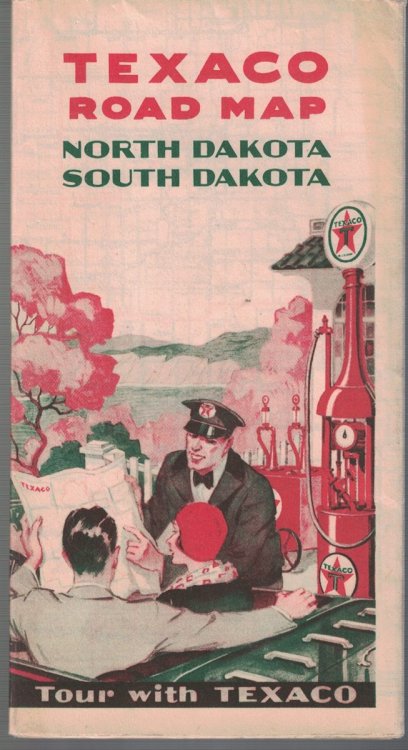 TEXACO
ROAD MAP
NORTH DAKOTA
SOUTH DAKOTA
TEXACO
T
TEXACO
TEXACO
T
Tour with TEXACO